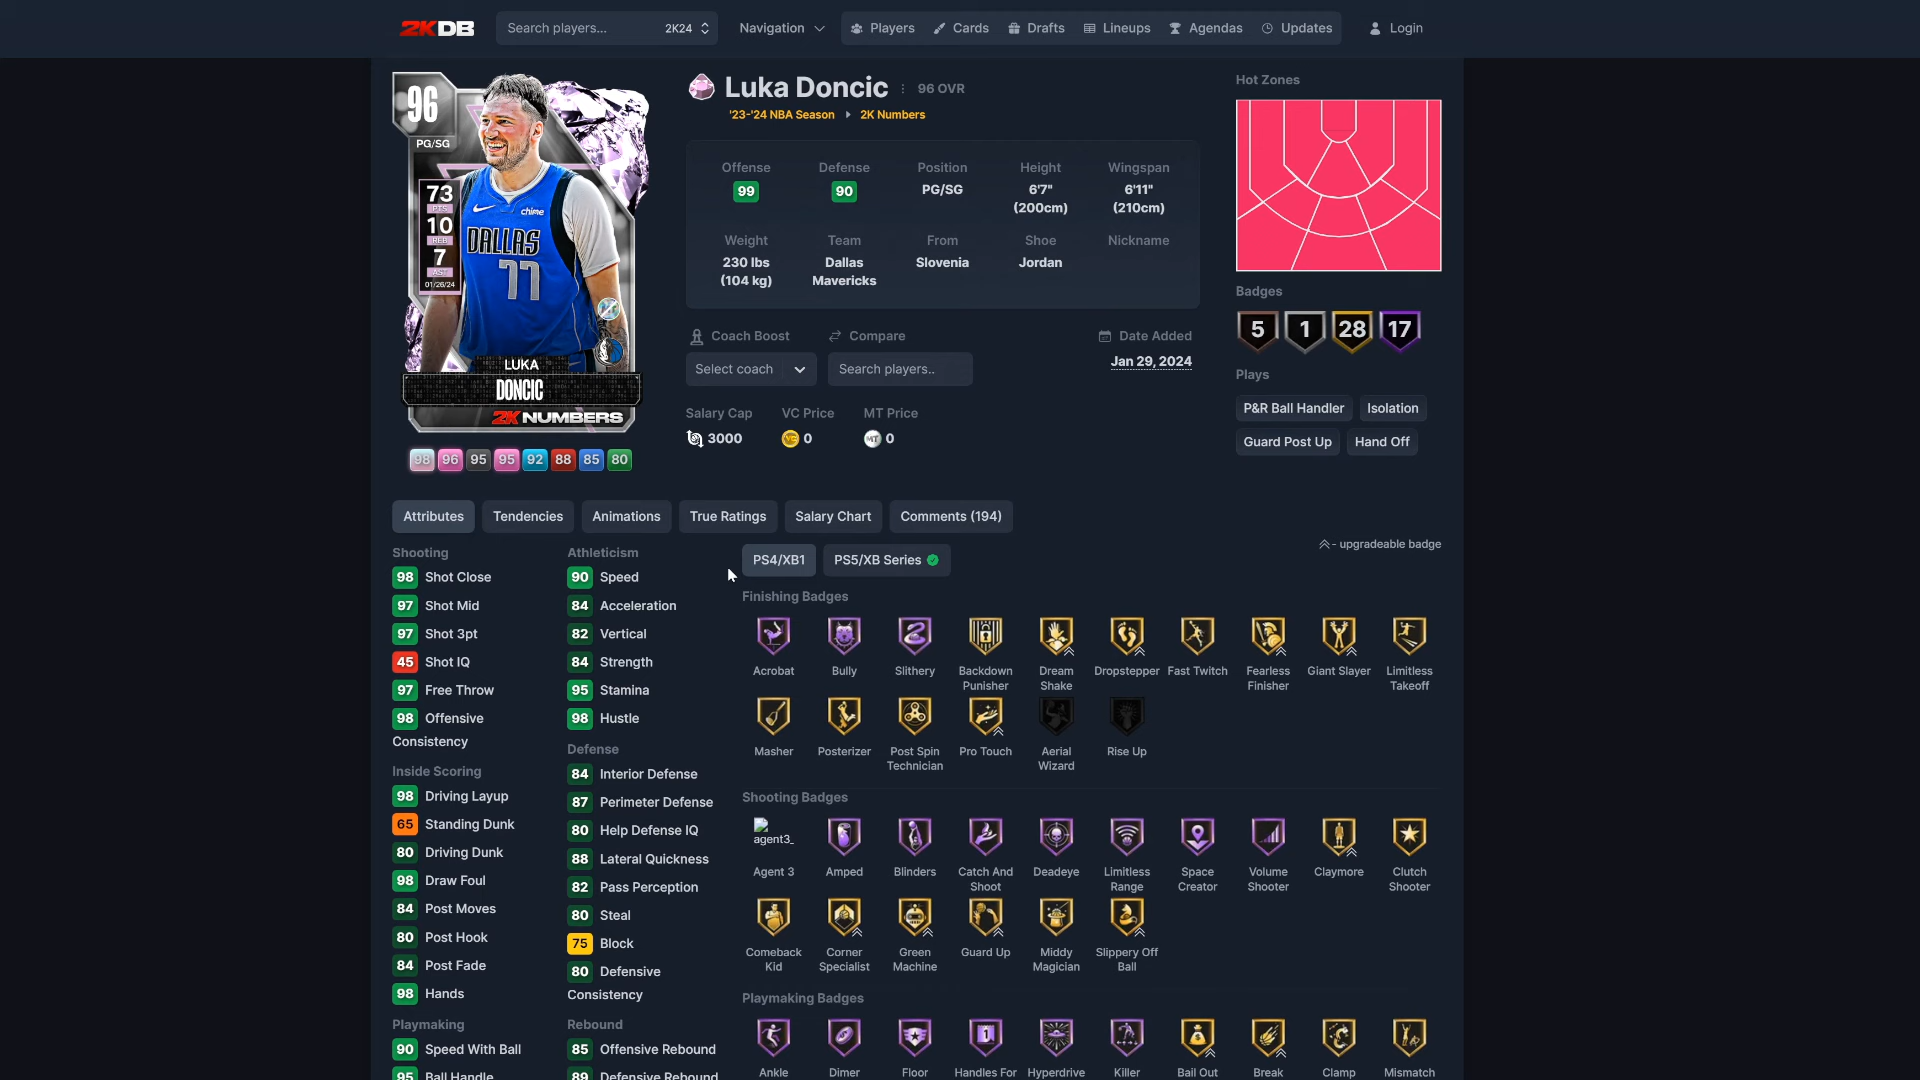 2KDB
Search players...
2K24
Navigation
Players
Cards
Drafts
Lineups
Agendas
Updates
Login
96
PG/SG
73
PTS
10
REB
7
AST
01/26/24
chime
DALLAS
77
LUKA
DONCIC
2K NUMBERS
98 96 95 95 92 88 85 80
Luka Doncic : 96 OVR
'23-'24 NBA Season
2K Numbers
Offense
99
Defense
90
Position
PG/SG
Height
6'7"
(200cm)
Wingspan
6'11"
(210cm)
Weight
230 lbs
(104 kg)
Team
Dallas
Mavericks
From
Slovenia
Shoe
Jordan
Nickname
Coach Boost
Select coach
Compare
Search players..
Date Added
Jan 29, 2024
Salary Cap
3000
VC Price
VC 0
MT Price
MT 0
Hot Zones
Badges
5 1 28 17
Plays
P&R Ball Handler
Isolation
Guard Post Up
Hand Off
Attributes
Tendencies
Animations
True Ratings
Salary Chart
Comments (194)
Shooting
98 Shot Close
97 Shot Mid
97 Shot 3pt
45 Shot IQ
97 Free Throw
98 Offensive
Consistency
Inside Scoring
98 Driving Layup
65 Standing Dunk
80 Driving Dunk
98 Draw Foul
84 Post Moves
80 Post Hook
84 Post Fade
98 Hands
Playmaking
90 Speed With Ball
95 Ball Handle
Athleticism
90 Speed
84 Acceleration
82 Vertical
84 Strength
95 Stamina
98 Hustle
Defense
84 Interior Defense
87 Perimeter Defense
80 Help Defense IQ
88 Lateral Quickness
82 Pass Perception
80 Steal
75 Block
80 Defensive
Consistency
Rebound
85 Offensive Rebound
89 Defensive Rebound
PS4/XB1
PS5/XB Series
- upgradeable badge
Finishing Badges
Acrobat
Bully
Slithery
Backdown
Punisher
Dream
Shake
Dropstepper
Fast Twitch
Fearless
Finisher
Giant Slayer
Limitless
Takeoff
Masher
Posterizer
Post Spin
Technician
Pro Touch
Aerial
Wizard
Rise Up
Shooting Badges
agent3_
Agent 3
Amped
Blinders
Catch And
Shoot
Deadeye
Limitless
Range
Space
Creator
Volume
Shooter
Claymore
Clutch
Shooter
Comeback
Kid
Corner
Specialist
Green
Machine
Guard Up
Middy
Magician
Slippery Off
Ball
Playmaking Badges
1
Ankle
Dimer
Floor
Handles For
Hyperdrive
Killer
Bail Out
Break
Clamp
Mismatch